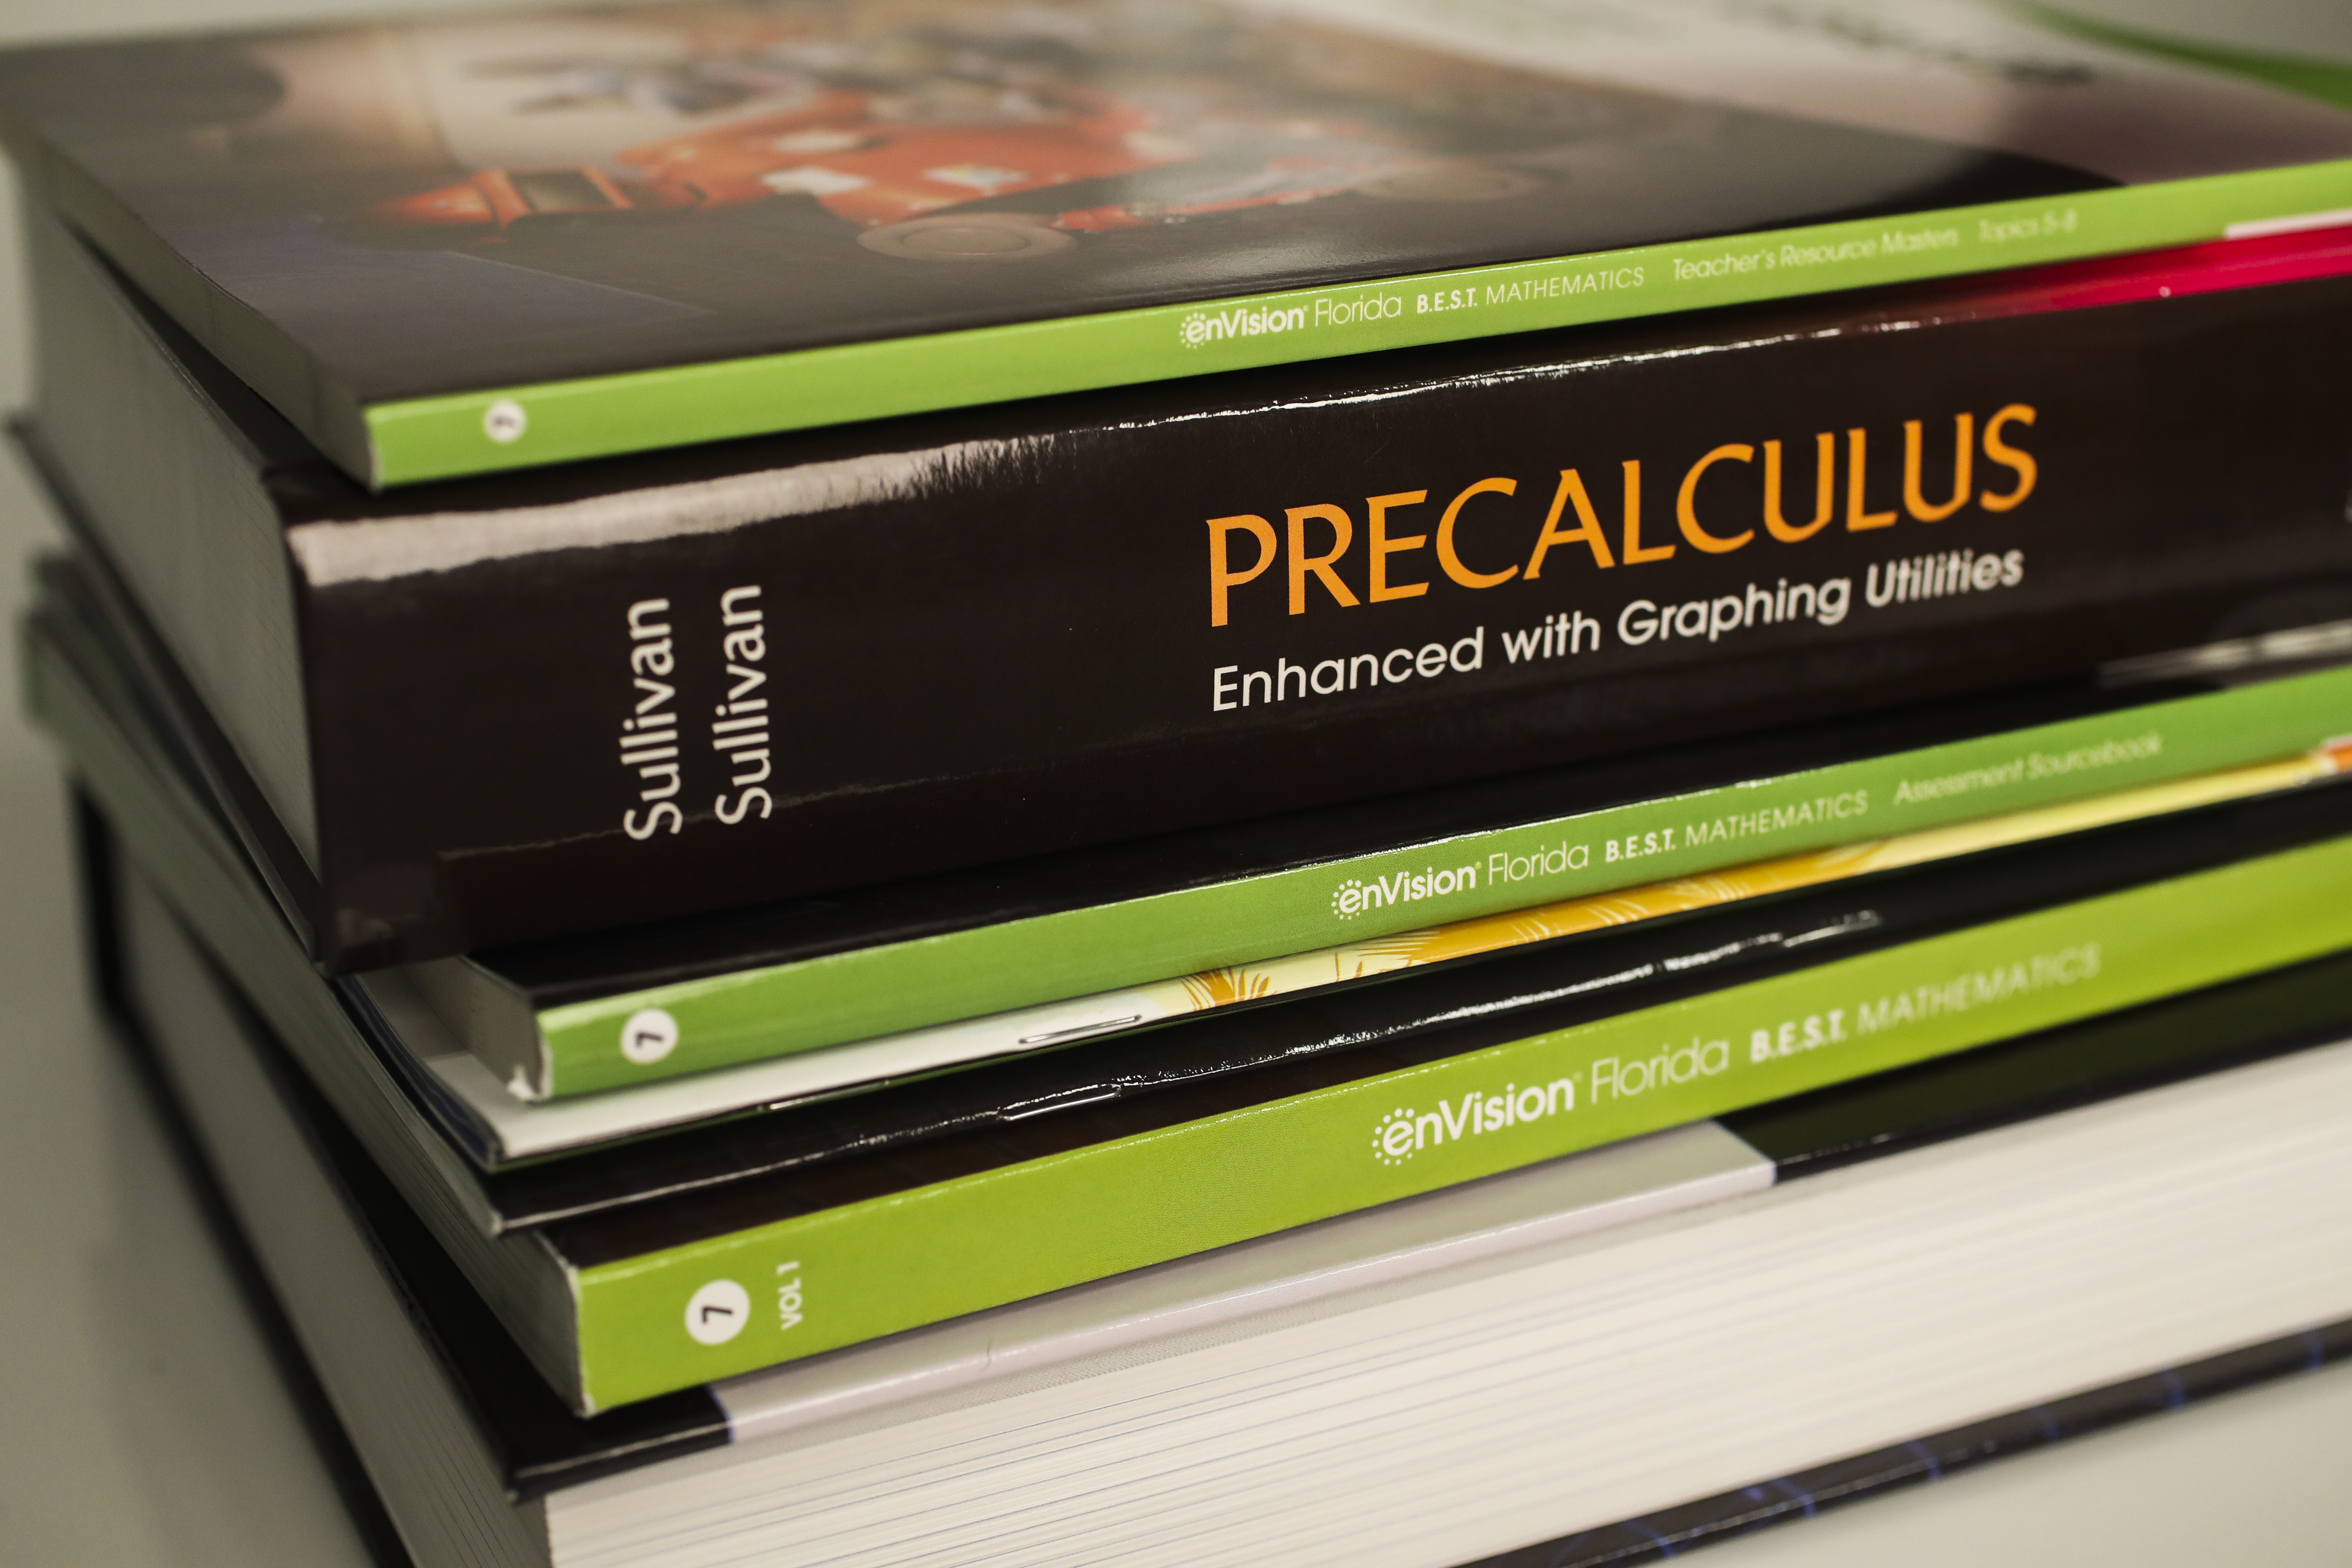 enVision® Florida B.E.S.T. MATHEMATICS Teacher's Resource Masters Topics 5-8
7
PRECALCULUS
Enhanced with Graphing Utilities
Sullivan
Sullivan
enVision® Florida B.E.S.T. MATHEMATICS Assessment Sourcebook
7
enVision® Florida B.E.S.T. MATHEMATICS
7
VOL 1